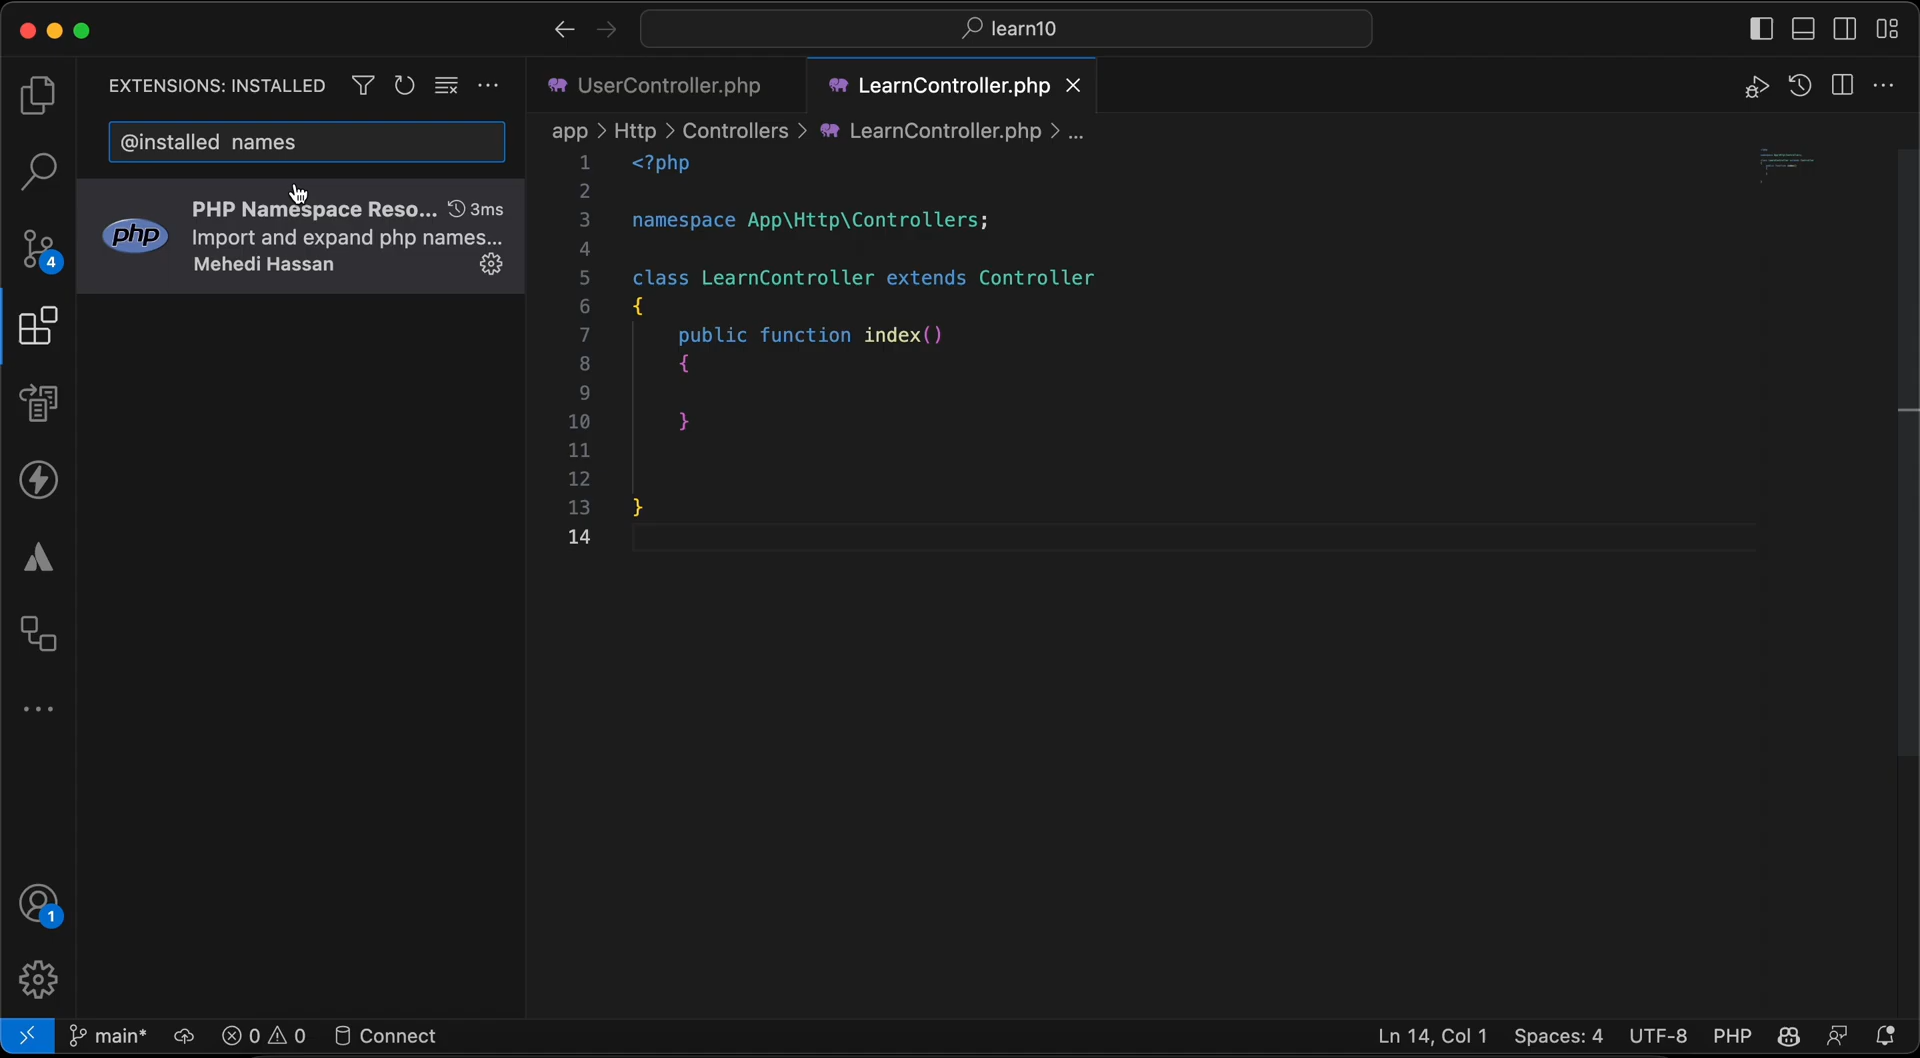 learn10
EXTENSIONS: INSTALLED
@installed  names
PHP Namespace Reso... 3ms
php
Import and expand php names...
Mehedi Hassan
4
1
UserController.php
LearnController.php
app > Http > Controllers > LearnController.php > ...
1 <?php
2
3 namespace App\Http\Controllers;
4
5 class LearnController extends Controller
6 {
7     public function index()
8     {
9
10     }
11
12
13 }
14
main* 0 0 Connect
Ln 14, Col 1 Spaces: 4 UTF-8 PHP